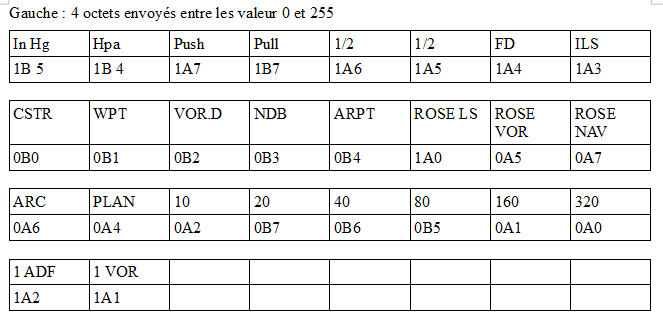 Gauche : 4 octets envoyés entre les valeur 0 et 255
In Hg Hpa Push Pull 1/2 1/2 FD ILS
1B 5 1B 4 1A7 1B7 1A6 1A5 1A4 1A3
CSTR WPT VOR.D NDB ARPT ROSE LS ROSE VOR ROSE NAV
0B0 0B1 0B2 0B3 0B4 1A0 0A5 0A7
ARC PLAN 10 20 40 80 160 320
0A6 0A4 0A2 0B7 0B6 0B5 0A1 0A0
1 ADF 1 VOR
1A2 1A1